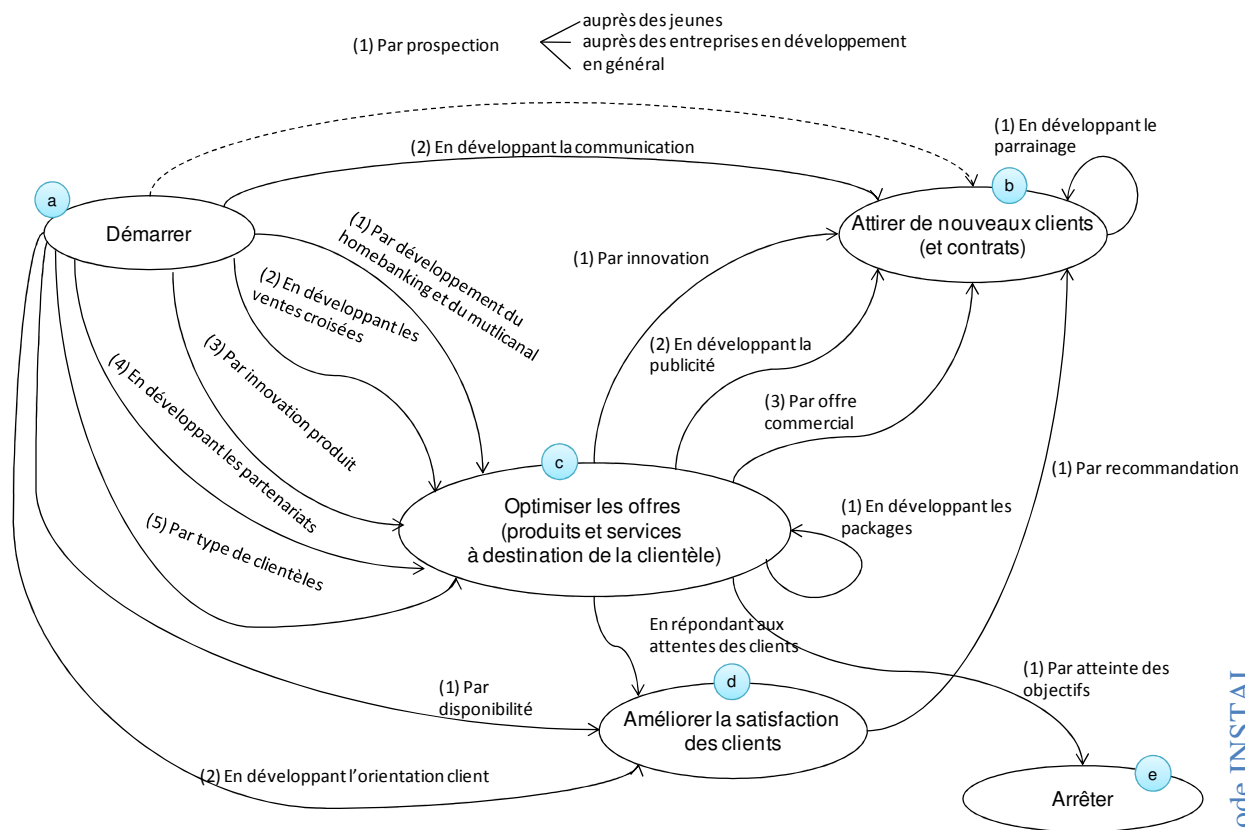 auprès des jeunes
(1) Par prospection
auprès des entreprises en développement
en général
(1) En développant le
parrainage
(2) En développant la communication
a
Démarrer
b
Attirer de nouveaux clients
(et contrats)
(1) Par développement du
homebanking et du mutlicanal
(2) En développant les
ventes croisées
(3) Par innovation produit
(4) En développant les partenariats
(5) Par type de clientèles
(1) Par innovation
(2) En développant la
publicité
(3) Par offre
commercial
(1) Par recommandation
c
Optimiser les offres
(produits et services
à destination de la clientèle)
(1) En développant les
packages
En répondant aux
attentes des clients
(1) Par atteinte des
objectifs
(1) Par
disponibilité
d
Améliorer la satisfaction
des clients
(2) En développant l'orientation client
e
Arrêter
ode INSTAL